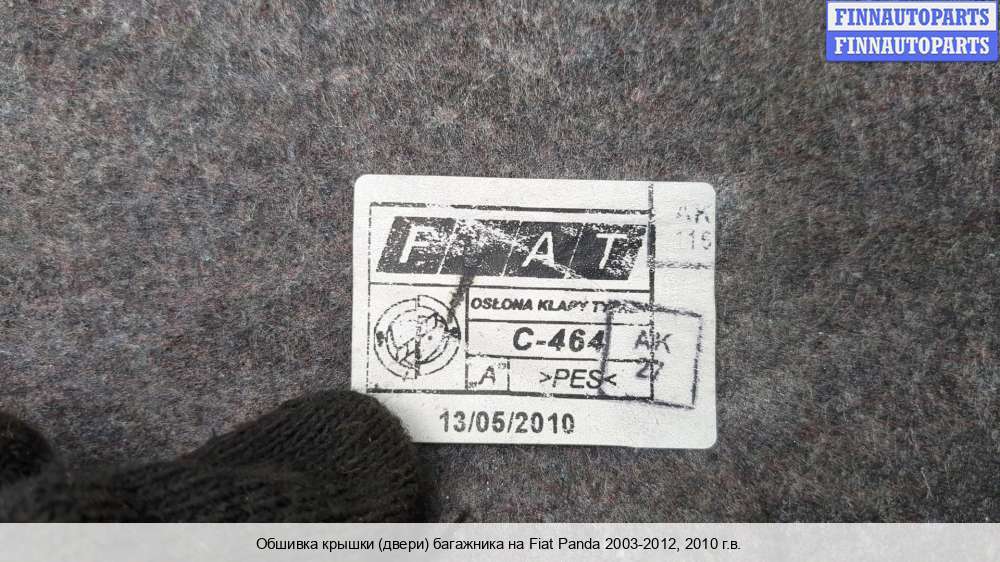 FINNAUTOPARTS
FINNAUTOPARTS
AK
116
FIAT
OSŁONA KLAPY
C-464
AK
27
A
>PES<
13/05/2010
Обшивка крышки (двери) багажника на Fiat Panda 2003-2012, 2010 г.в.